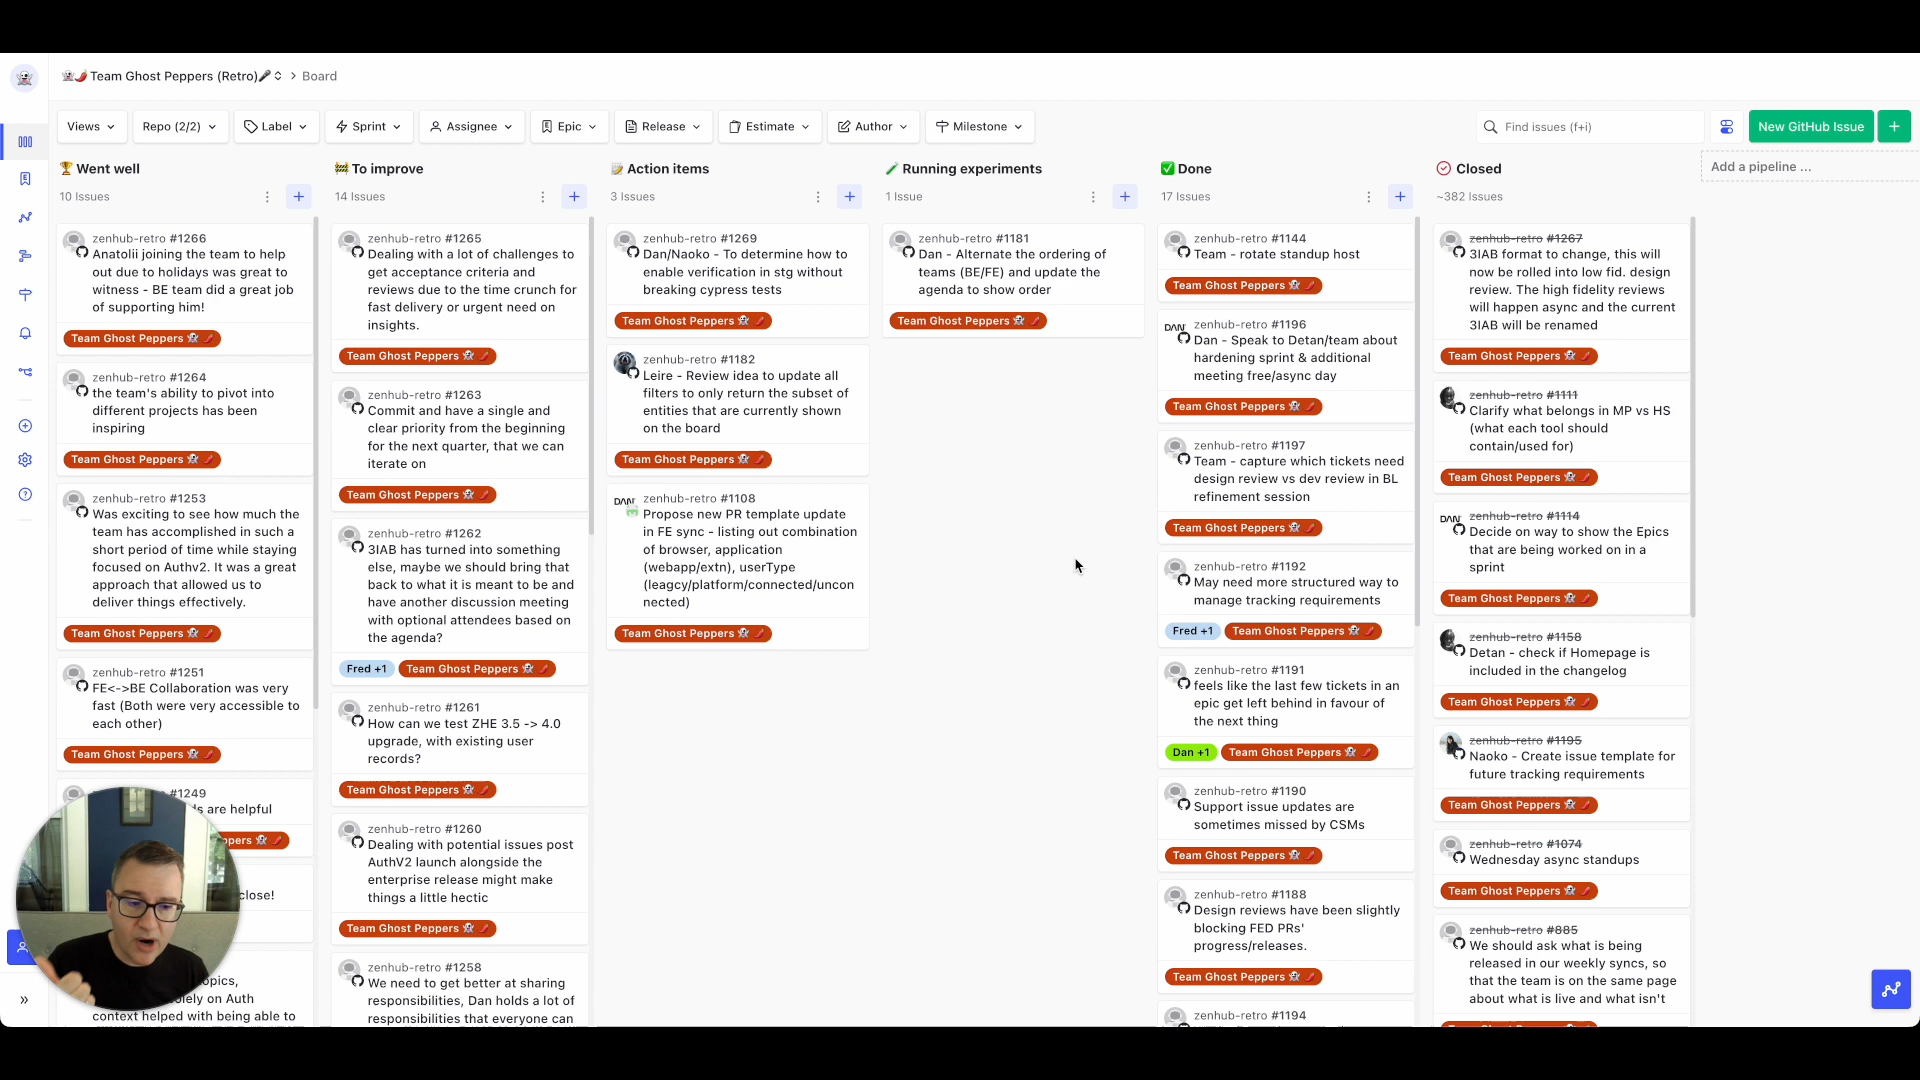 Team Ghost Peppers (Retro) > Board
Views
Repo (2/2)
Label
Sprint
Assignee
Epic
Release
Estimate
Author
Milestone
Find issues (f+i)
New GitHub Issue
+
Went well
10 Issues
zenhub-retro #1266
Anatolii joining the team to help
out due to holidays was great to
witness - BE team did a great job
of supporting him!
Team Ghost Peppers
zenhub-retro #1264
the team's ability to pivot into
different projects has been
inspiring
Team Ghost Peppers
zenhub-retro #1253
Was exciting to see how much the
team has accomplished in such a
short period of time while staying
focused on Authv2. It was a great
approach that allowed us to
deliver things effectively.
Team Ghost Peppers
zenhub-retro #1251
FE<->BE Collaboration was very
fast (Both were very accessible to
each other)
Team Ghost Peppers
#1249
are helpful
close!
solely on Auth
context helped with being able to
To improve
14 Issues
zenhub-retro #1265
Dealing with a lot of challenges to
get acceptance criteria and
reviews due to the time crunch for
fast delivery or urgent need on
insights.
Team Ghost Peppers
zenhub-retro #1263
Commit and have a single and
clear priority from the beginning
for the next quarter, that we can
iterate on
Team Ghost Peppers
zenhub-retro #1262
3IAB has turned into something
else, maybe we should bring that
back to what it is meant to be and
have another discussion meeting
with optional attendees based on
the agenda?
Fred +1 Team Ghost Peppers
zenhub-retro #1261
How can we test ZHE 3.5 -> 4.0
upgrade, with existing user
records?
Team Ghost Peppers
zenhub-retro #1260
Dealing with potential issues post
AuthV2 launch alongside the
enterprise release might make
things a little hectic
Team Ghost Peppers
zenhub-retro #1258
We need to get better at sharing
responsibilities, Dan holds a lot of
responsibilities that everyone can
Action items
3 Issues
zenhub-retro #1269
Dan/Naoko - To determine how to
enable verification in stg without
breaking cypress tests
Team Ghost Peppers
zenhub-retro #1182
Leire - Review idea to update all
filters to only return the subset of
entities that are currently shown
on the board
Team Ghost Peppers
DAN
zenhub-retro #1108
Propose new PR template update
in FE sync - listing out combination
of browser, application
(webapp/extn), userType
(leagcy/platform/connected/uncon
nected)
Team Ghost Peppers
Running experiments
1 Issue
zenhub-retro #1181
Dan - Alternate the ordering of
teams (BE/FE) and update the
agenda to show order
Team Ghost Peppers
Done
17 Issues
zenhub-retro #1144
Team - rotate standup host
Team Ghost Peppers
DAN
zenhub-retro #1196
Dan - Speak to Detan/team about
hardening sprint & additional
meeting free/async day
Team Ghost Peppers
zenhub-retro #1197
Team - capture which tickets need
design review vs dev review in BL
refinement session
Team Ghost Peppers
zenhub-retro #1192
May need more structured way to
manage tracking requirements
Fred +1 Team Ghost Peppers
zenhub-retro #1191
feels like the last few tickets in an
epic get left behind in favour of
the next thing
Dan +1 Team Ghost Peppers
zenhub-retro #1190
Support issue updates are
sometimes missed by CSMs
Team Ghost Peppers
zenhub-retro #1188
Design reviews have been slightly
blocking FED PRs'
progress/releases.
Team Ghost Peppers
zenhub-retro #1194
Closed
~382 Issues
zenhub-retro #1267
3IAB format to change, this will
now be rolled into low fid. design
review. The high fidelity reviews
will happen async and the current
3IAB will be renamed
Team Ghost Peppers
zenhub-retro #1111
Clarify what belongs in MP vs HS
(what each tool should
contain/used for)
Team Ghost Peppers
DAN
zenhub-retro #1114
Decide on way to show the Epics
that are being worked on in a
sprint
Team Ghost Peppers
zenhub-retro #1158
Detan - check if Homepage is
included in the changelog
Team Ghost Peppers
zenhub-retro #1195
Naoko - Create issue template for
future tracking requirements
Team Ghost Peppers
zenhub-retro #1074
Wednesday async standups
Team Ghost Peppers
zenhub-retro #885
We should ask what is being
released in our weekly syncs, so
that the team is on the same page
about what is live and what isn't
Add a pipeline ...